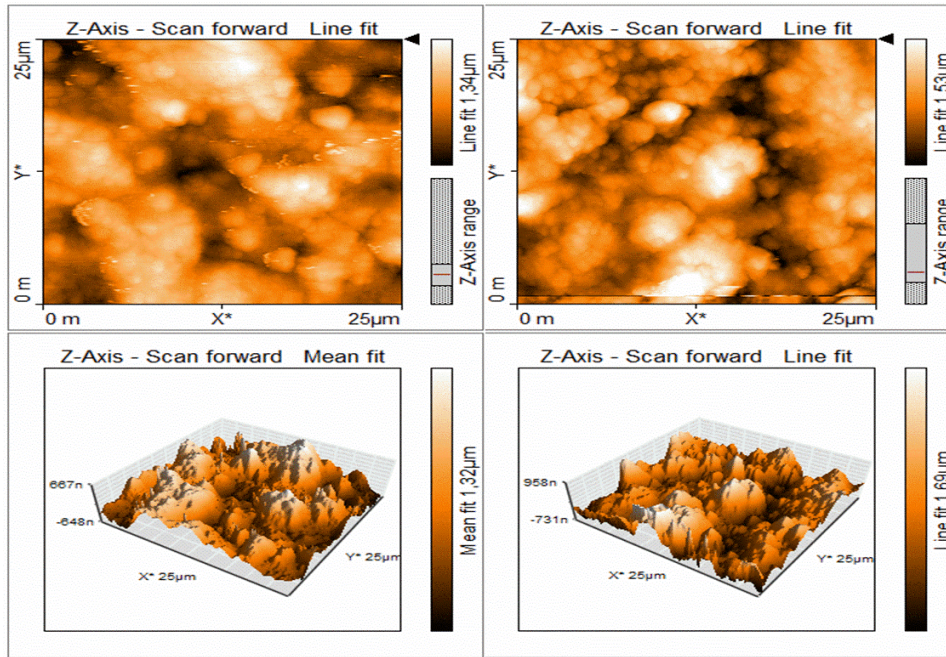 Z-Axis - Scan forward Line fit
25µm
Y*
0 m
0 m
X*
25µm
Line fit 1,34µm
Z-Axis range
Z-Axis - Scan forward Line fit
25µm
Y*
0 m
0 m
X*
25µm
Line fit 1,53µm
Z-Axis range
Z-Axis - Scan forward Mean fit
667n
-648n
X* 25µm
Y* 25µm
Mean fit 1,32µm
Z-Axis - Scan forward Line fit
958n
-731n
X* 25µm
Y* 25µm
Line fit 1,69µm